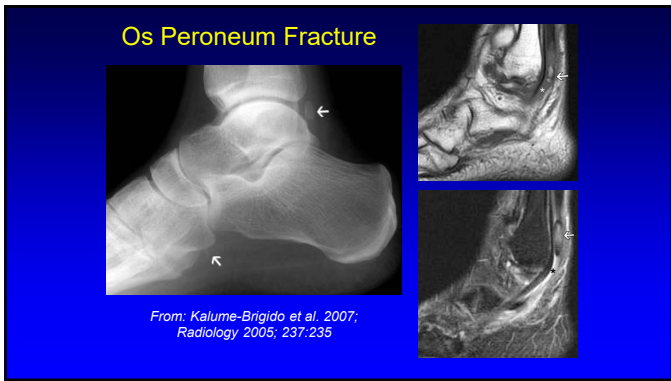 Os Peroneum Fracture
From: Kalume-Brigido et al. 2007;
Radiology 2005; 237:235